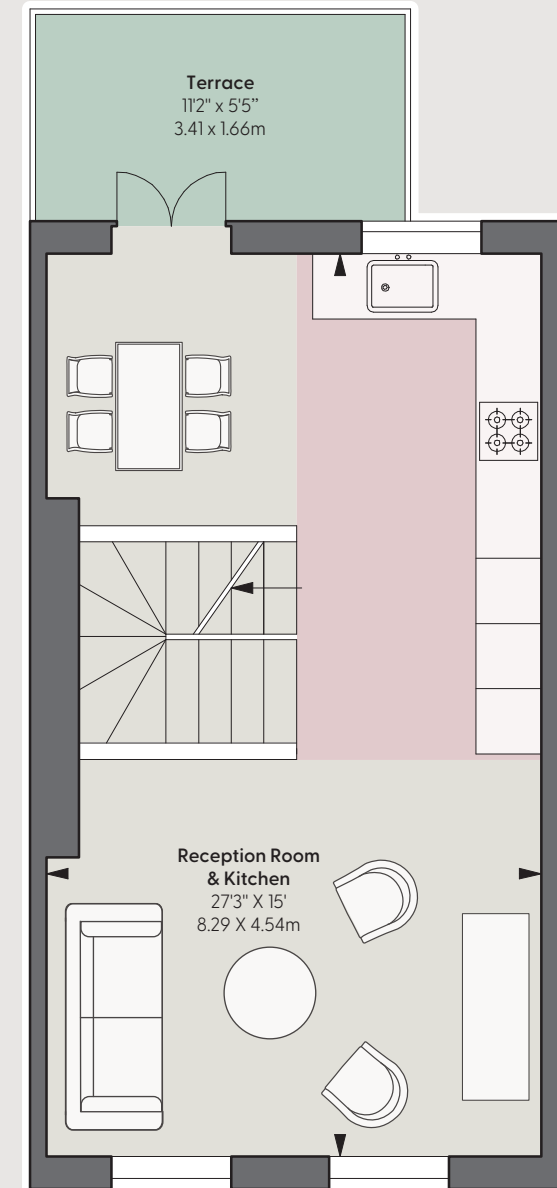 Terrace
11'2" x 5'5”
3.41 x 1.66m
Reception Room
& Kitchen
27'3" X 15'
8.29 X 4.54m